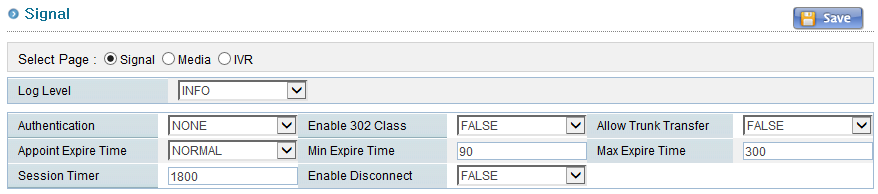 Signal
Save
Select Page : Signal Media IVR
Log Level INFO
Authentication NONE Enable 302 Class FALSE Allow Trunk Transfer FALSE
Appoint Expire Time NORMAL Min Expire Time 90 Max Expire Time 300
Session Timer 1800 Enable Disconnect FALSE